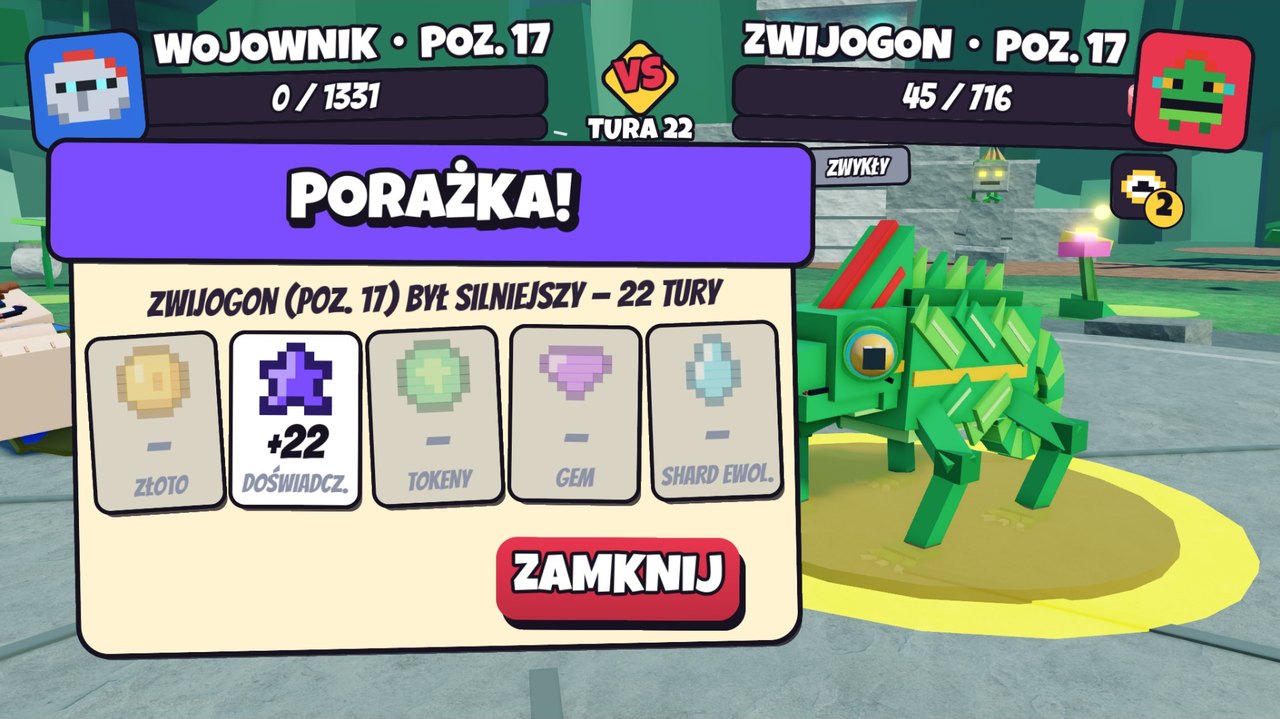 WOJOWNIK • POZ. 17
0 / 1331
VS
TURA 22
ZWIJOGON • POZ. 17
45 / 716
ZWYKŁY
2
PORAŻKA!
ZWIJOGON (POZ. 17) BYŁ SILNIEJSZY – 22 TURY
–
ZŁOTO
+22
DOŚWIADCZ.
–
TOKENY
–
GEM
–
SHARD EWOL.
ZAMKNIJ